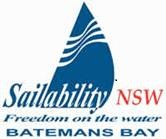 Sailability NSW
Freedom on the water
BATEMANS BAY